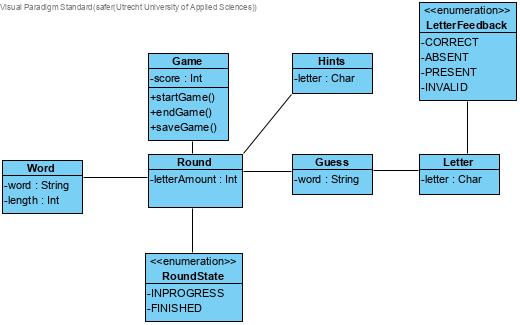 Visual Paradigm Standard(safer(Utrecht University of Applied Sciences))
<<enumeration>>
LetterFeedback
-CORRECT
-ABSENT
-PRESENT
-INVALID
Game
-score : Int
+startGame()
+endGame()
+saveGame()
Hints
-letter : Char
Word
-word : String
-length : Int
Round
-letterAmount : Int
Guess
-word : String
Letter
-letter : Char
<<enumeration>>
RoundState
-INPROGRESS
-FINISHED